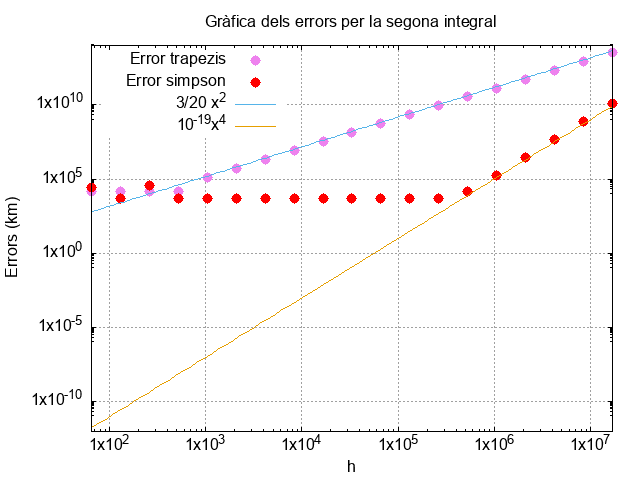 Gràfica dels errors per la segona integral
Error trapezis
Error simpson
3/20 x²
10⁻¹⁹x⁴
1x10¹⁰
1x10⁵
1x10⁰
1x10⁻⁵
1x10⁻¹⁰
Errors (km)
1x10² 1x10³ 1x10⁴ 1x10⁵ 1x10⁶ 1x10⁷
h